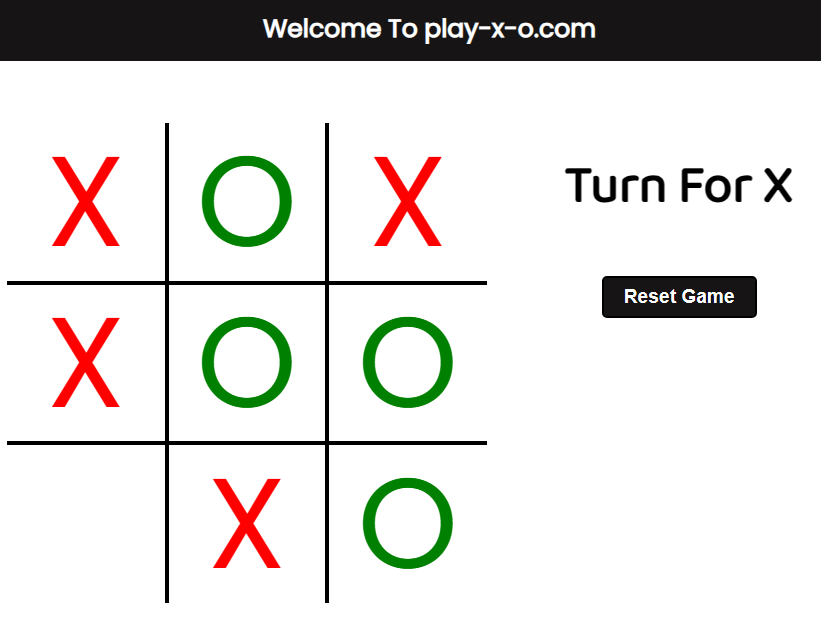 Welcome To play-x-o.com
X O X
Turn For X
Reset Game
X O O
X O